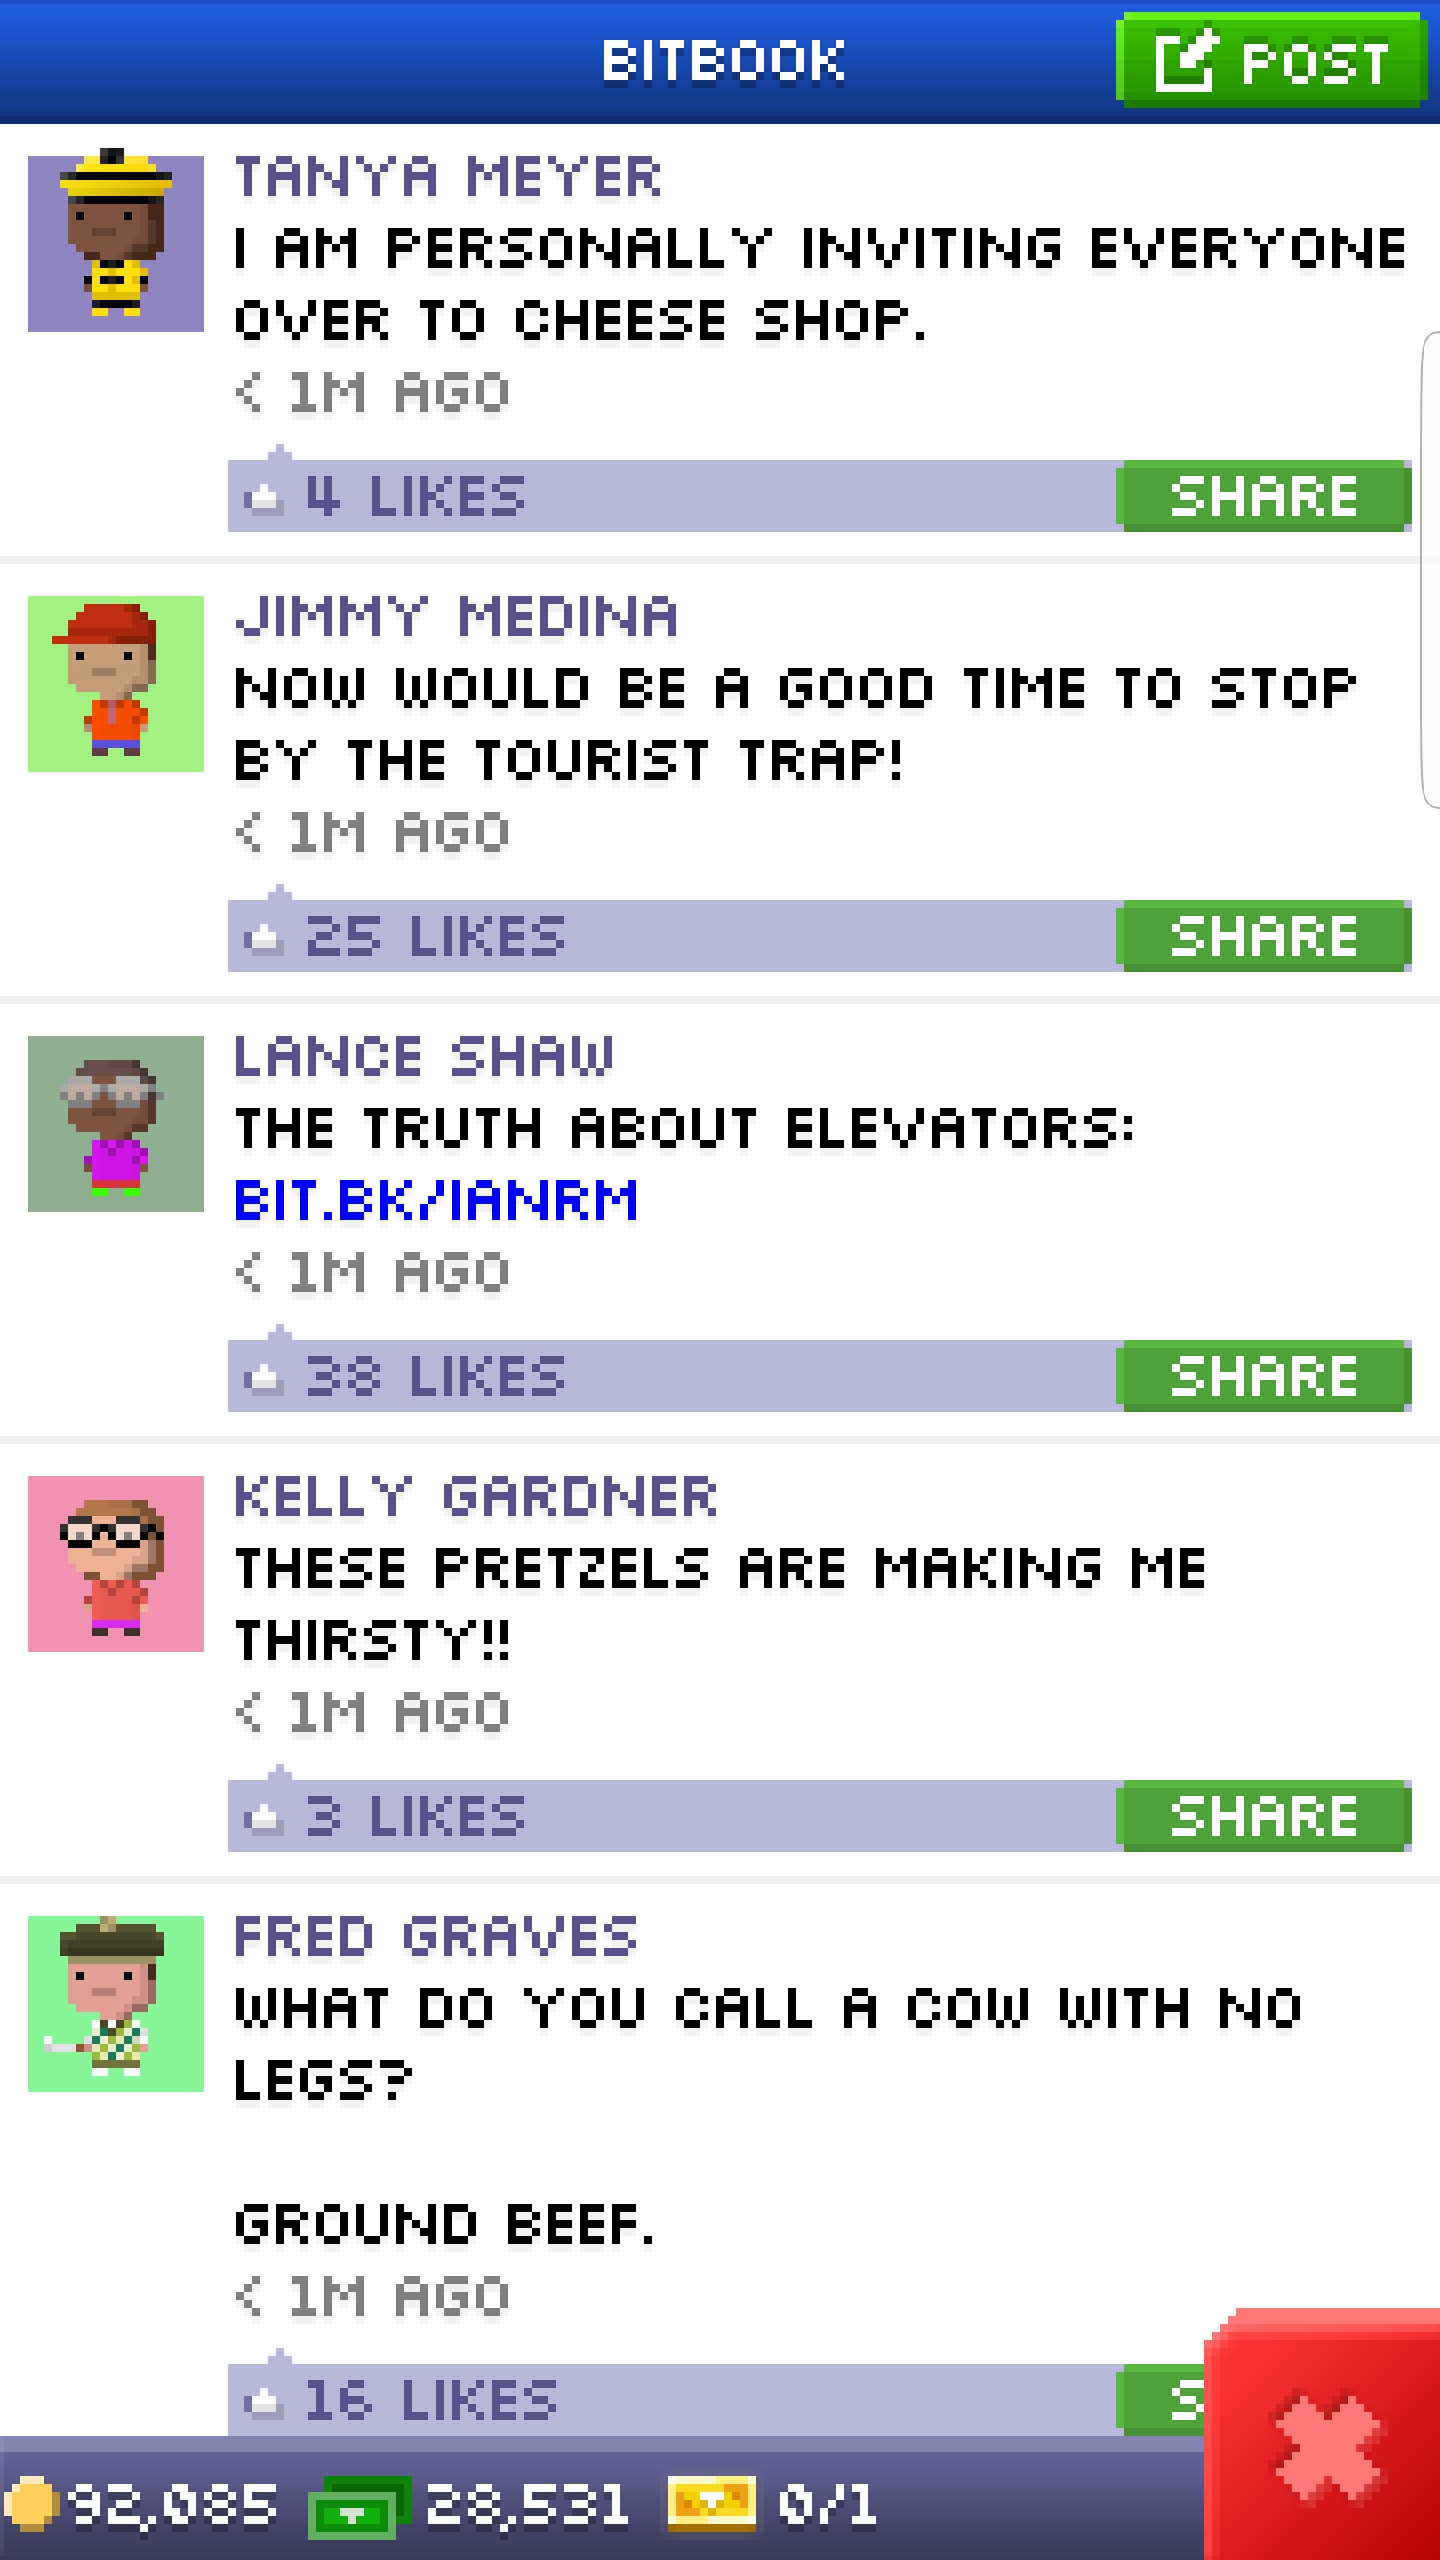 BITBOOK
POST
TANYA MEYER
I AM PERSONALLY INVITING EVERYONE
OVER TO CHEESE SHOP.
< 1M AGO
4 LIKES
SHARE
JIMMY MEDINA
NOW WOULD BE A GOOD TIME TO STOP
BY THE TOURIST TRAP!
< 1M AGO
25 LIKES
SHARE
LANCE SHAW
THE TRUTH ABOUT ELEVATORS:
BIT.BK/IANRM
< 1M AGO
38 LIKES
SHARE
KELLY GARDNER
THESE PRETZELS ARE MAKING ME
THIRSTY!!
< 1M AGO
3 LIKES
SHARE
FRED GRAVES
WHAT DO YOU CALL A COW WITH NO
LEGS?
GROUND BEEF.
< 1M AGO
16 LIKES
S
92,085 28,531 0/1